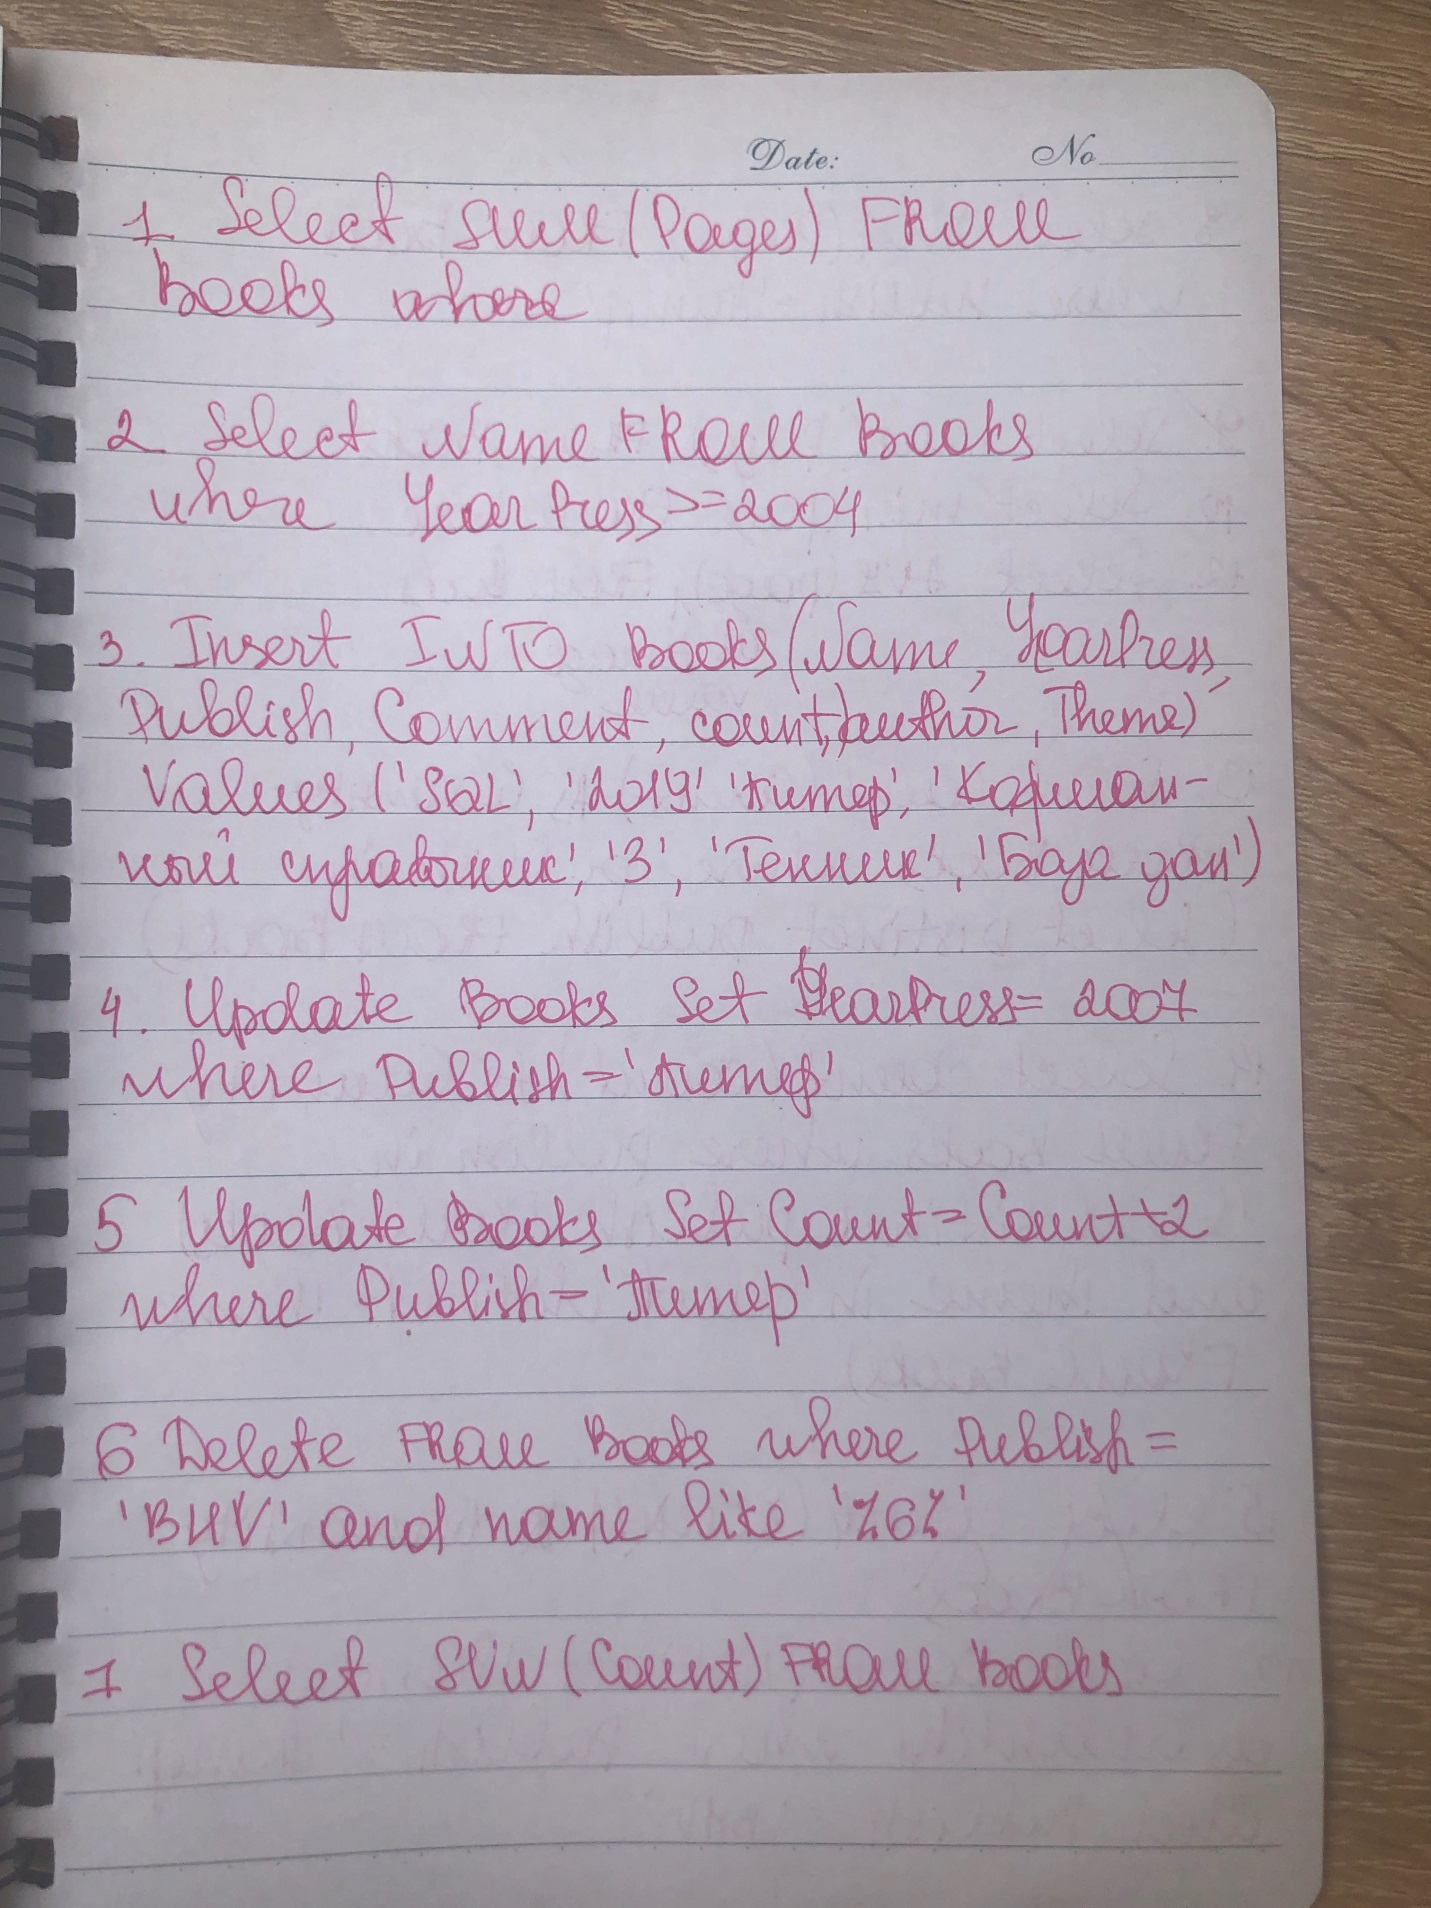 Date: No
1 Select sum (Pages) FROM
Books where
2 Select Name FROM Books
where YearPress>=2004
3. Insert INTO Books(Name, YearPress,
Publish, Comment, count, author, Theme)
Values ('SQL', '2019' 'Питер', 'Карман-
ный справочник', '3', 'Генник', 'База дан')
4. Update Books Set YearPress= 2007
where Publish='Питер'
5 Update Books Set Count=Count+2
where Publish='Питер'
6 Delete FROM Books where Publish=
'BHV' and name like '%6%'
7 Select SUM (Count) FROM Books